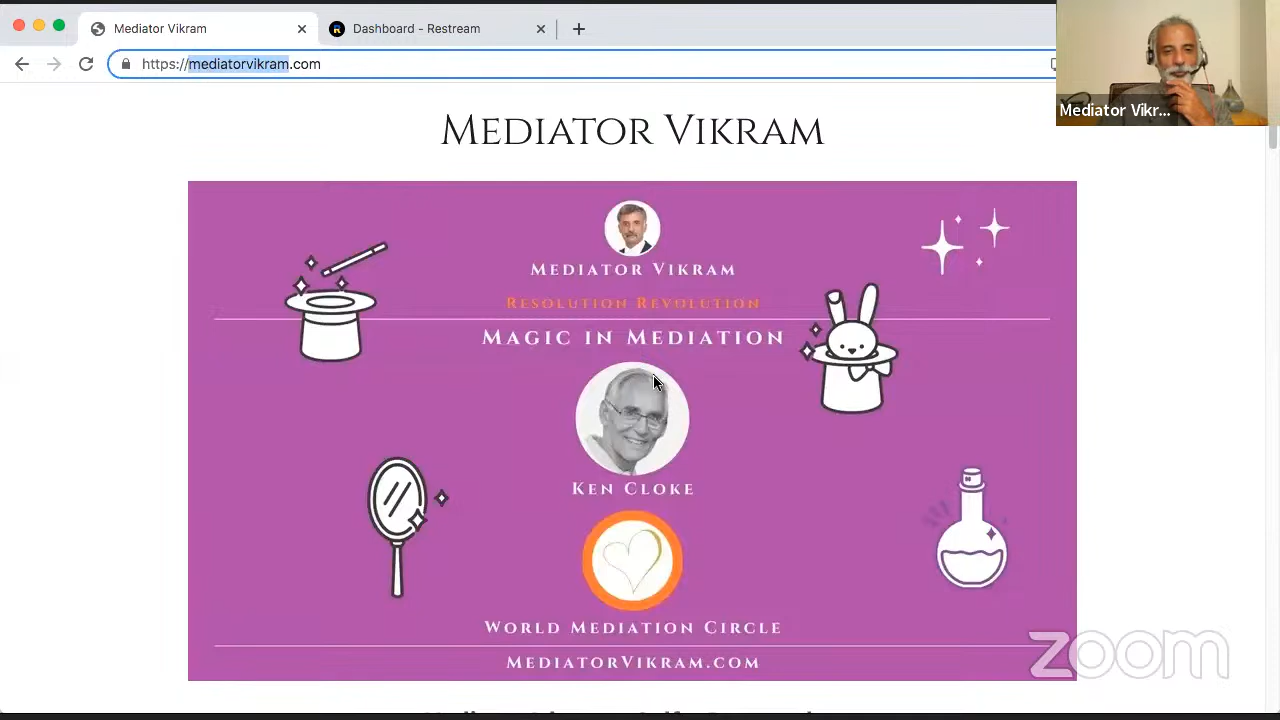 Mediator Vikram
Dashboard - Restream
https://mediatorvikram.com
Mediator Vikr...
MEDIATOR VIKRAM
MEDIATOR VIKRAM
RESOLUTION REVOLUTION
MAGIC IN MEDIATION
KEN CLOKE
WORLD MEDIATION CIRCLE
MEDIATORVIKRAM.COM
zoom